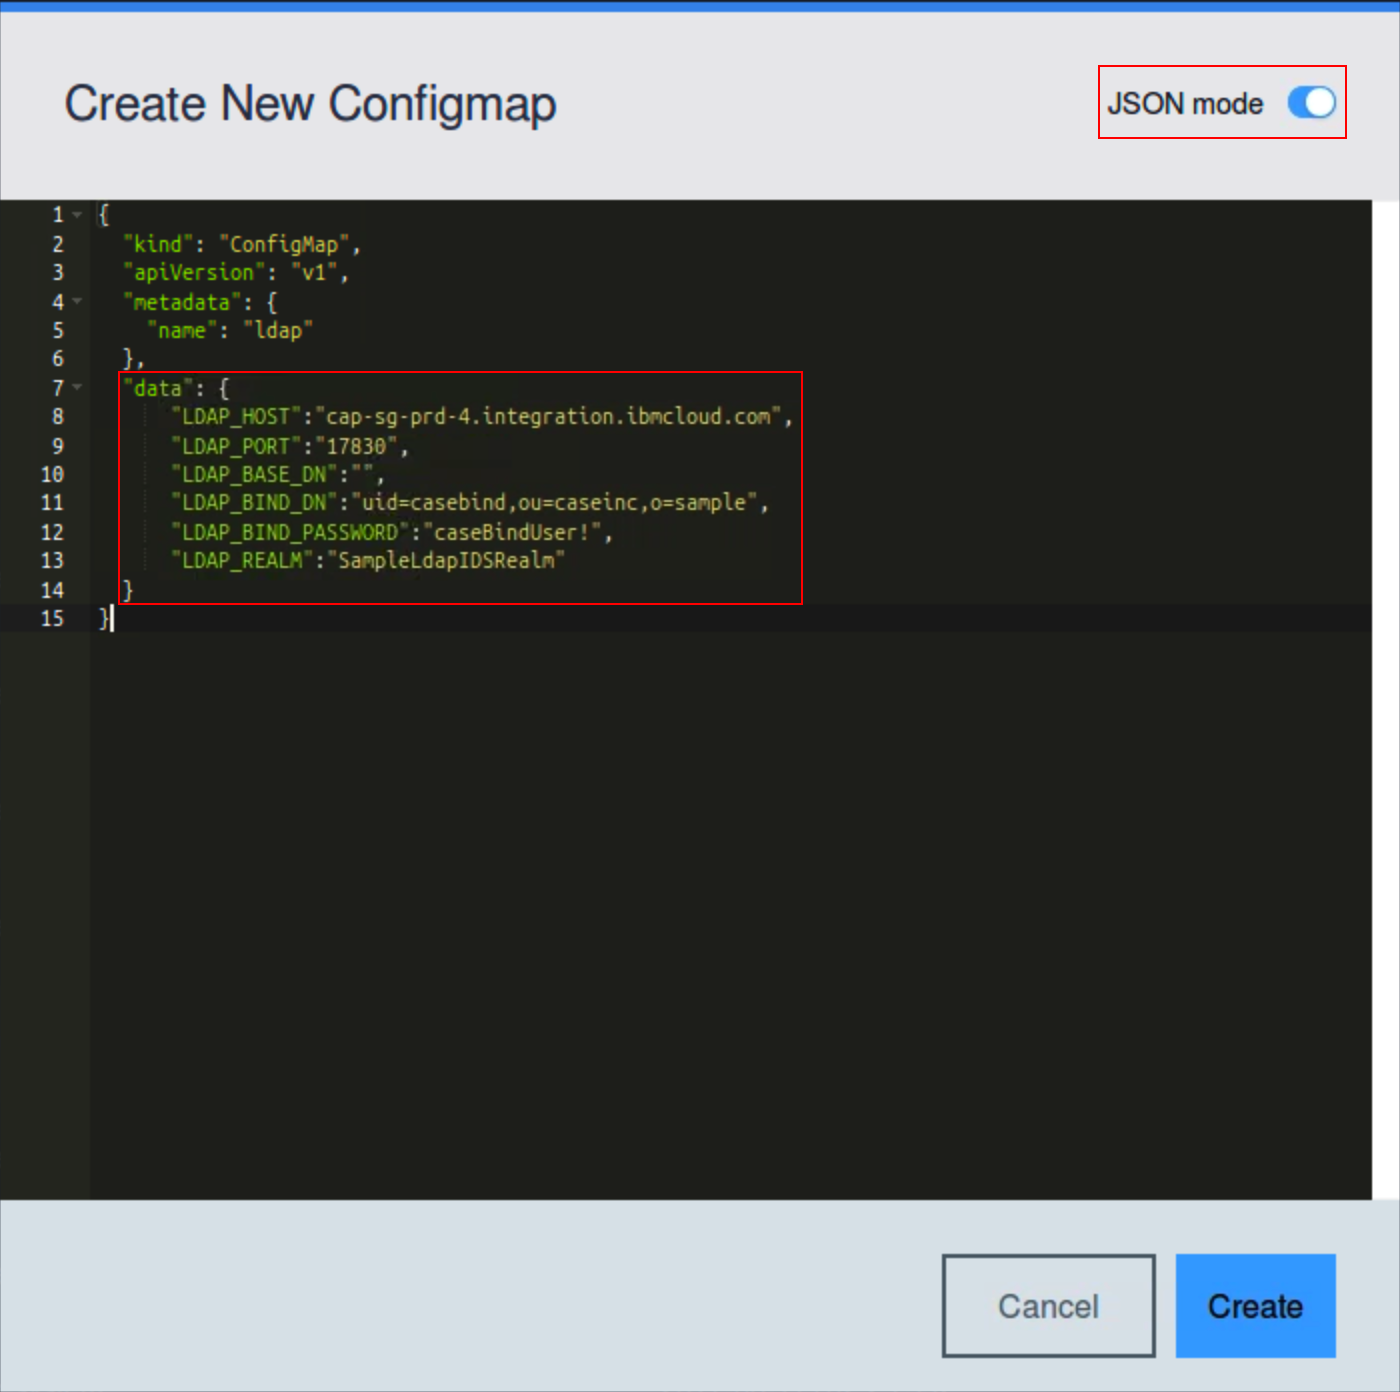 Create New Configmap
JSON mode
1 {
2 "kind": "ConfigMap",
3 "apiVersion": "v1",
4 "metadata": {
5 "name": "ldap"
6 },
7 "data": {
8 "LDAP_HOST":"cap-sg-prd-4.integration.ibmcloud.com",
9 "LDAP_PORT":"17830",
10 "LDAP_BASE_DN":"",
11 "LDAP_BIND_DN":"uid=casebind,ou=caseinc,o=sample",
12 "LDAP_BIND_PASSWORD":"caseBindUser!",
13 "LDAP_REALM":"SampleLdapIDSRealm"
14 }
15 }
Cancel
Create